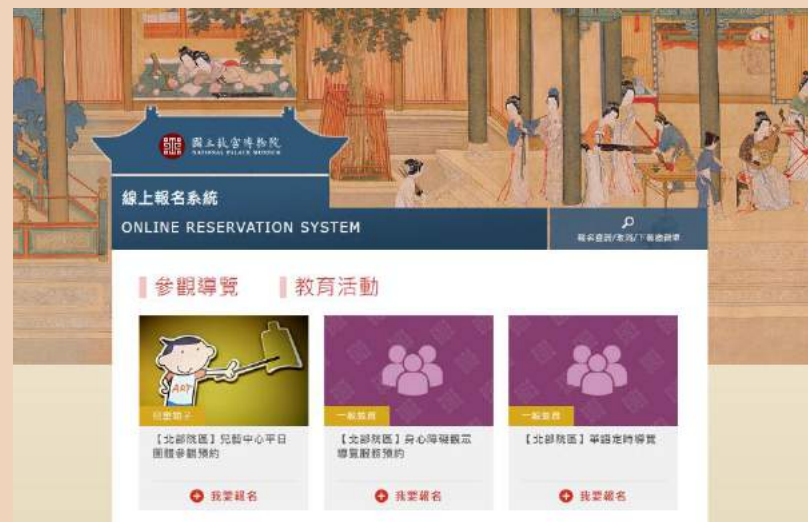 國立故宮博物院
NATIONAL PALACE MUSEUM
線上報名系統
ONLINE RESERVATION SYSTEM
報名查詢/取消/下載繳費單
參觀導覽
教育活動
ART
兒童親子
【北部院區】兒藝中心平日
團體參觀預約
我要報名
一般觀眾
【北部院區】身心障礙觀眾
導覽服務預約
我要報名
一般觀眾
【北部院區】華語定時導覽
我要報名